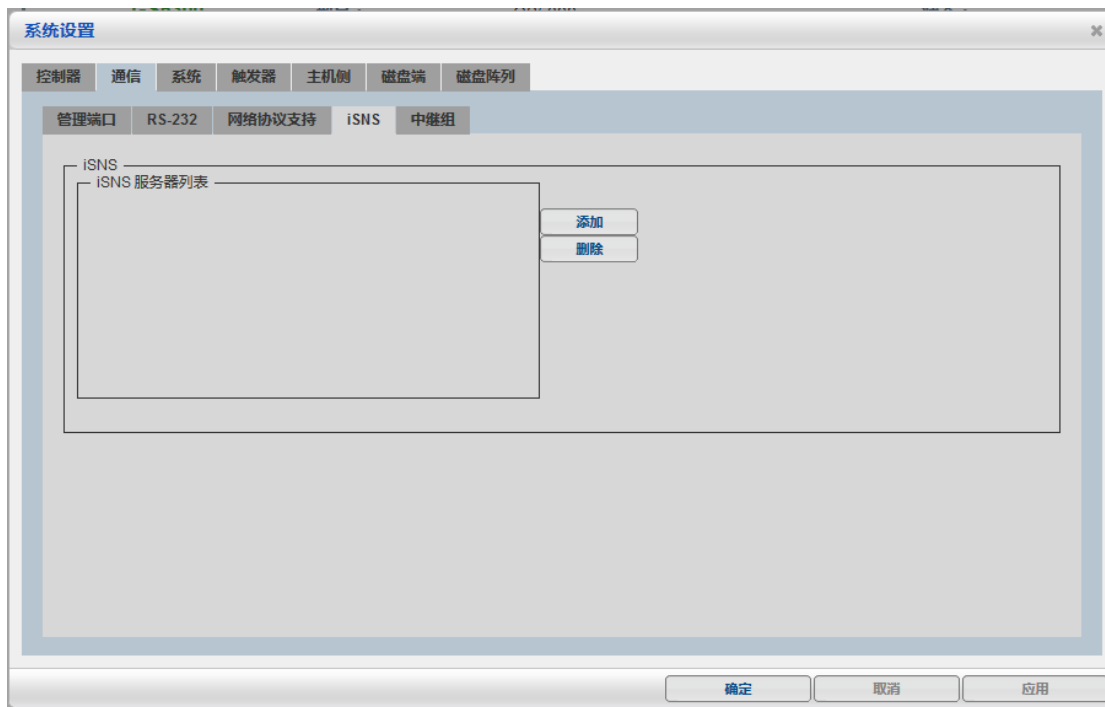 系统设置
控制器 通信 系统 触发器 主机侧 磁盘端 磁盘阵列
管理端口 RS-232 网络协议支持 iSNS 中继组
iSNS
iSNS 服务器列表
添加
删除
确定 取消 应用